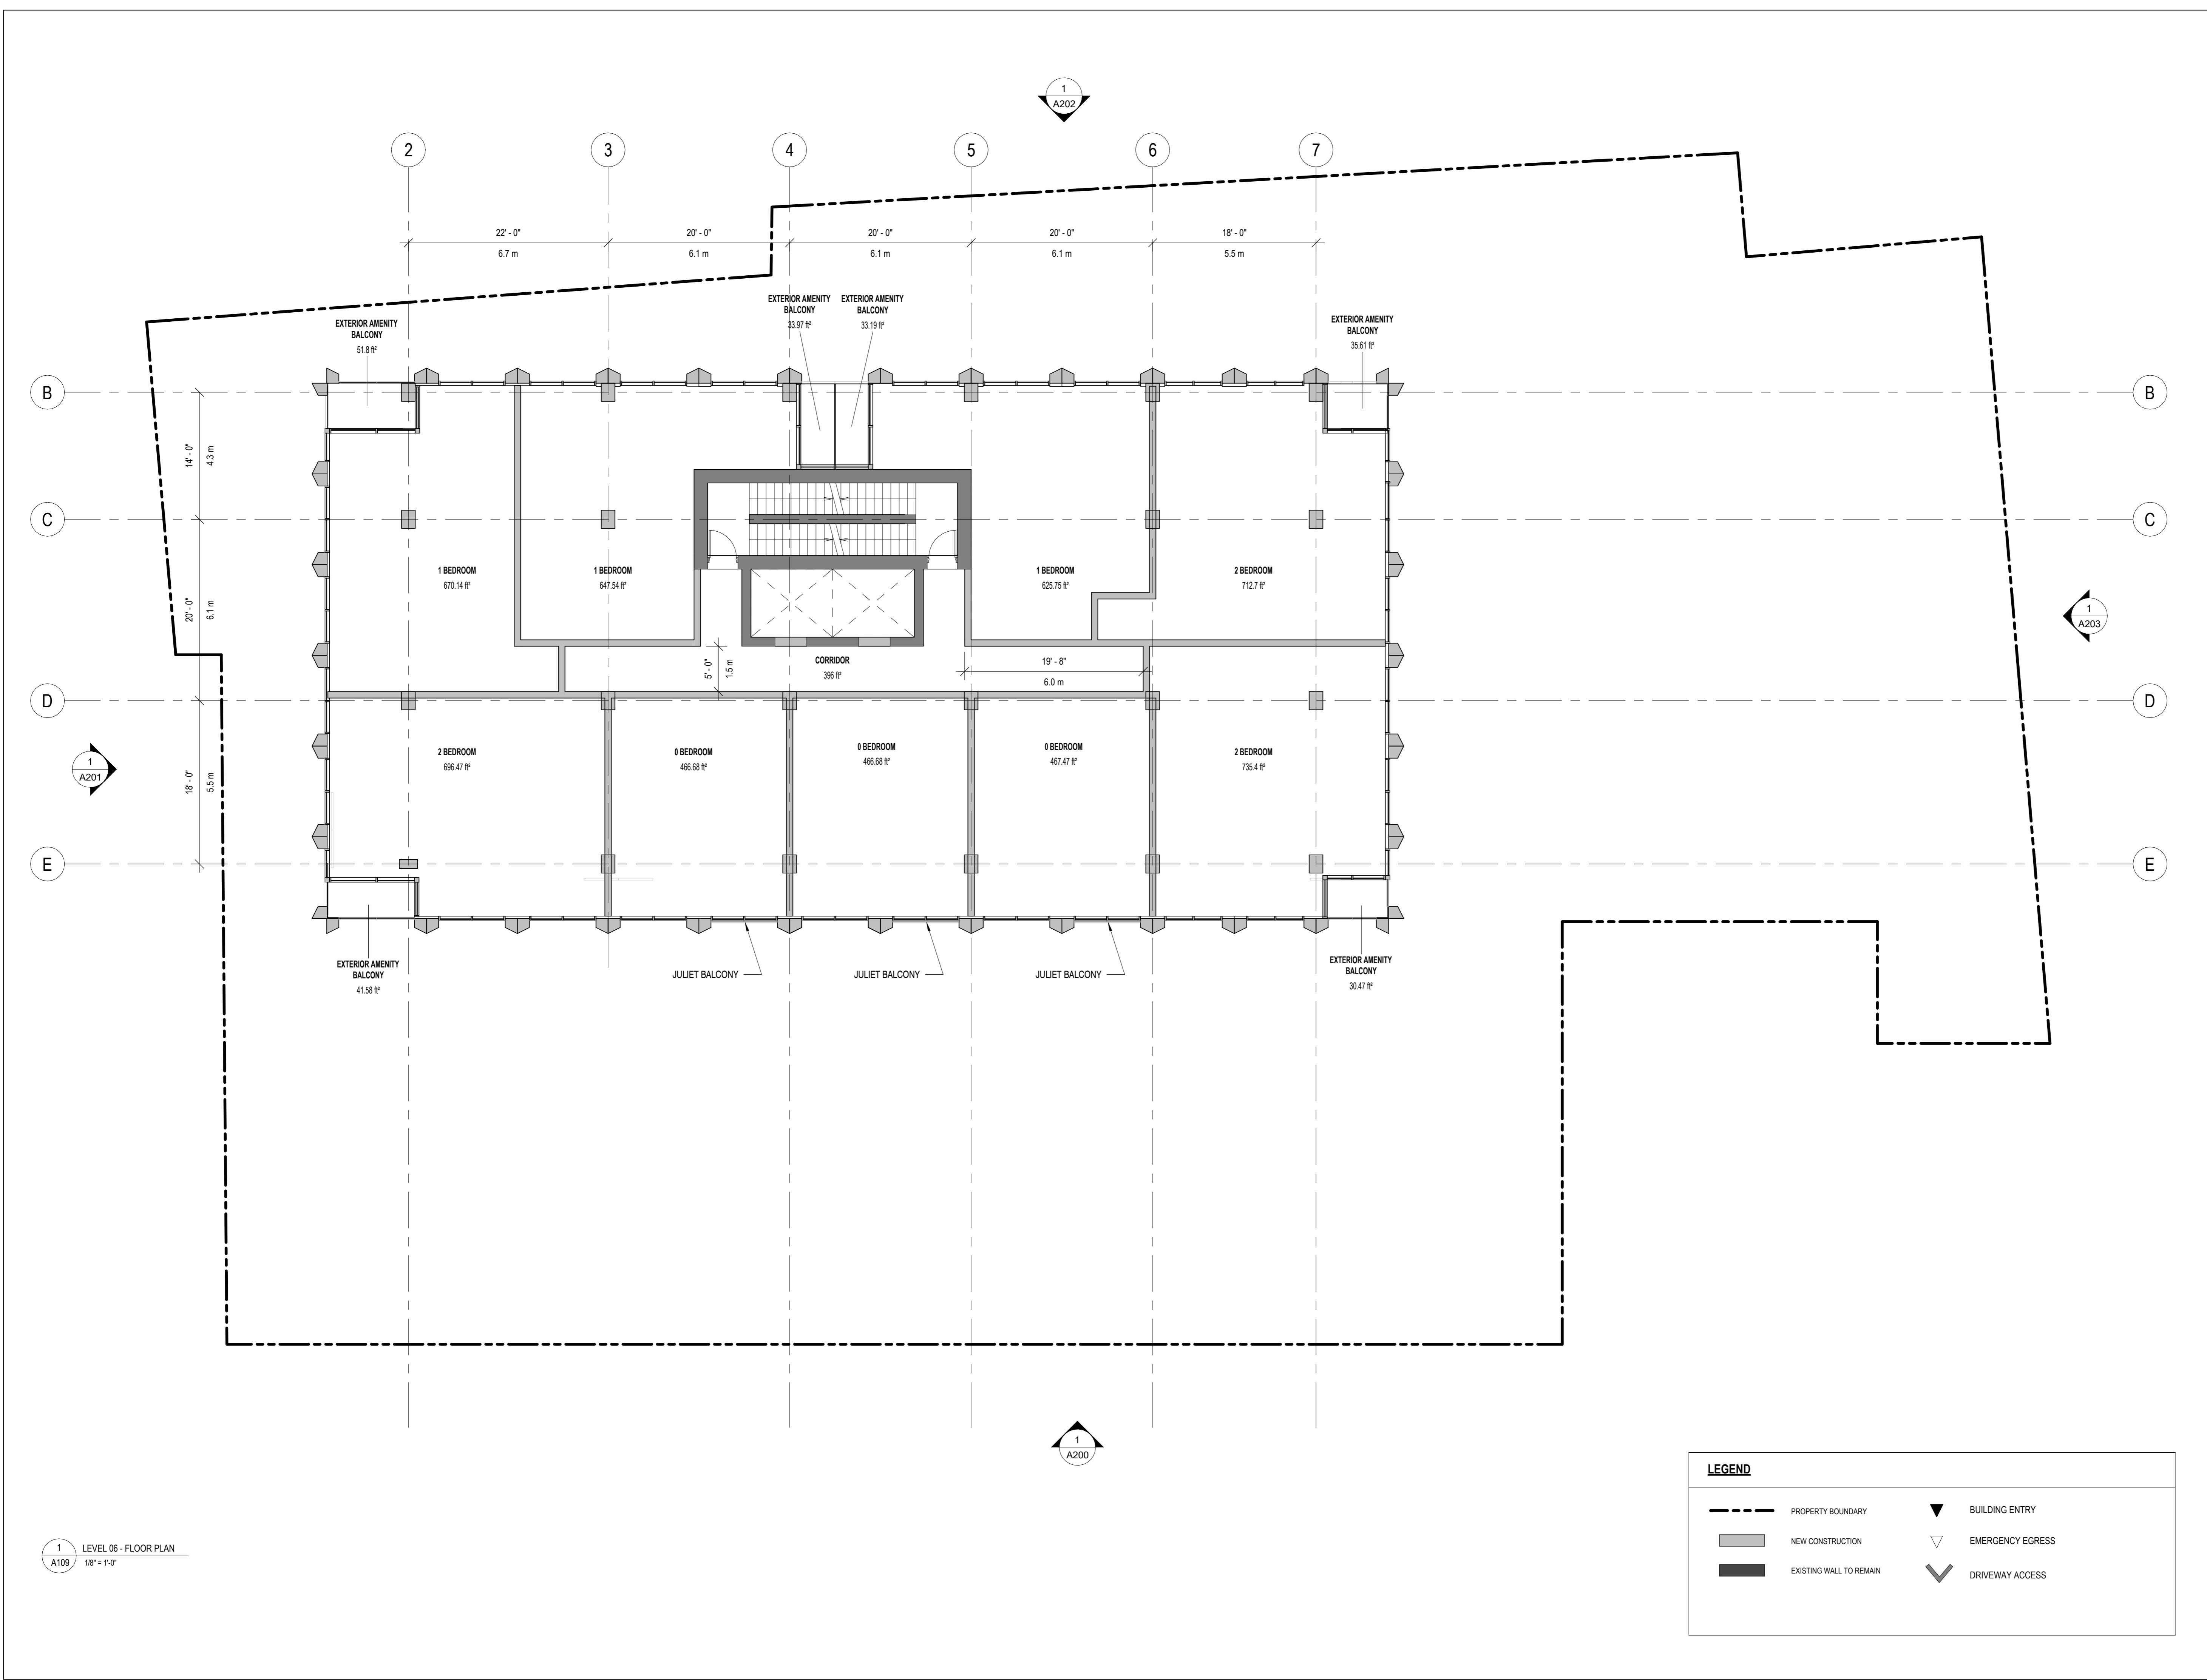 1
A202
2
3
4
5
6
7
22' - 0"
20' - 0"
20' - 0"
20' - 0"
18' - 0"
6.7 m
6.1 m
6.1 m
6.1 m
5.5 m
EXTERIOR AMENITY
BALCONY
51.8 ft²
EXTERIOR AMENITY
BALCONY
33.97 ft²
EXTERIOR AMENITY
BALCONY
33.19 ft²
EXTERIOR AMENITY
BALCONY
35.61 ft²
B
B
14' - 0"
4.3 m
C
C
1 BEDROOM
670.14 ft²
1 BEDROOM
647.54 ft²
1 BEDROOM
625.75 ft²
2 BEDROOM
712.7 ft²
20' - 0"
6.1 m
1
A203
5' - 0"
1.5 m
CORRIDOR
396 ft²
19' - 8"
6.0 m
D
D
2 BEDROOM
696.47 ft²
0 BEDROOM
466.68 ft²
0 BEDROOM
466.68 ft²
0 BEDROOM
467.47 ft²
2 BEDROOM
735.4 ft²
1
A201
18' - 0"
5.5 m
E
E
EXTERIOR AMENITY
BALCONY
41.58 ft²
JULIET BALCONY
JULIET BALCONY
JULIET BALCONY
EXTERIOR AMENITY
BALCONY
30.47 ft²
1
A200
LEGEND
PROPERTY BOUNDARY
BUILDING ENTRY
NEW CONSTRUCTION
EMERGENCY EGRESS
EXISTING WALL TO REMAIN
DRIVEWAY ACCESS
1
A109
LEVEL 06 - FLOOR PLAN
1/8" = 1'-0"